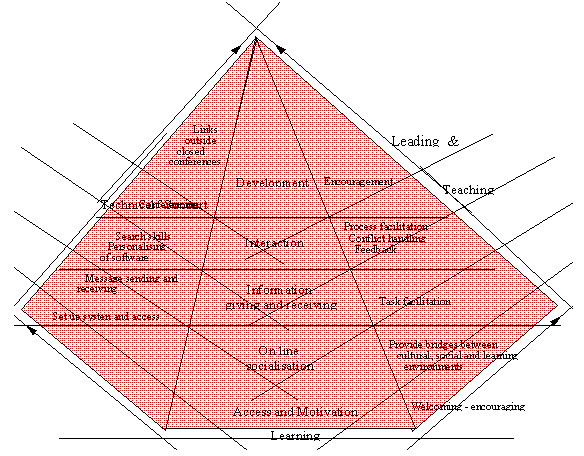 Links
outside
closed
conferences
Leading &
Development
Encouragement
Teaching
Technical
Search skills
Personalising
of software
Interaction
Process facilitation
Conflict handling
Feedback
Message sending and
receiving
Information
giving and receiving
Task facilitation
Set up system and access
On line
socialisation
Provide bridges between
cultural, social and learning
environments
Access and Motivation
Welcoming - encouraging
Learning